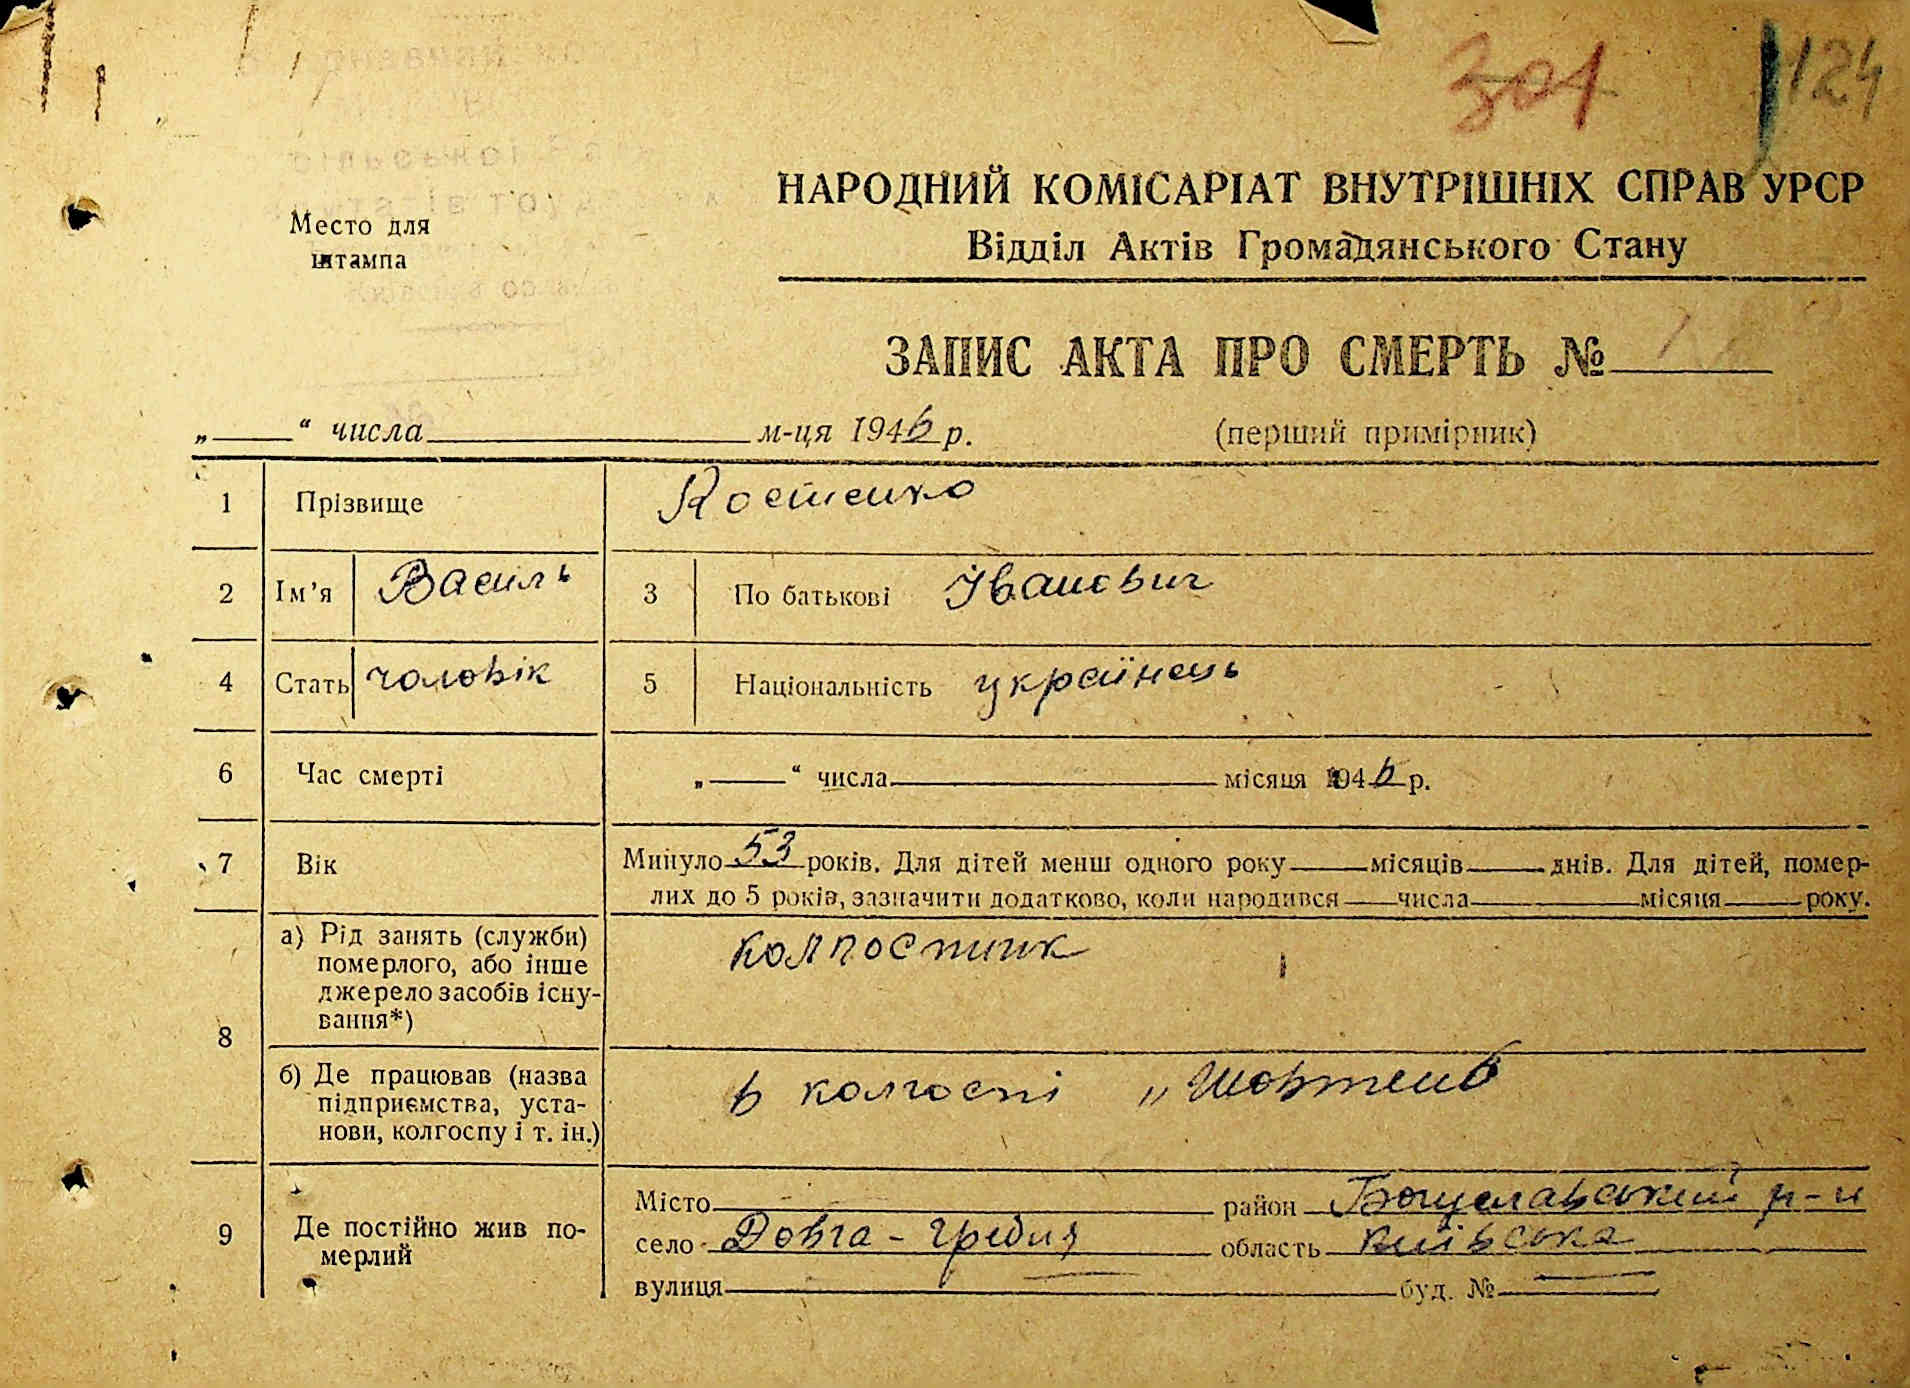 301 124
Место для
штампа
НАРОДНИЙ КОМІСАРІАТ ВНУТРІШНІХ СПРАВ УРСР
Відділ Актів Громадянського Стану
ЗАПИС АКТА ПРО СМЕРТЬ №
„ “ числа м-ця 1946 р. (перший примірник)
1 Прізвище Костенко
2 Ім’я Василь 3 По батькові Іванович
4 Стать чоловік 5 Національність українець
6 Час смерті „ “ числа місяця 1946 р.
7 Вік Минуло 53 років. Для дітей менш одного року місяців днів. Для дітей, помер-
лих до 5 років, зазначити додатково, коли народився числа місяця року.
8 а) Рід занять (служби)
померлого, або інше
джерело засобів існу-
вання*)
колгоспник
б) Де працював (назва
підприємства, уста-
нови, колгоспу і т. ін.)
в колгоспі „Жовтень
9 Де постійно жив по-
мерлий
Місто район Богуславський р-н
село Довга-Гребля область Київська
вулиця буд. №